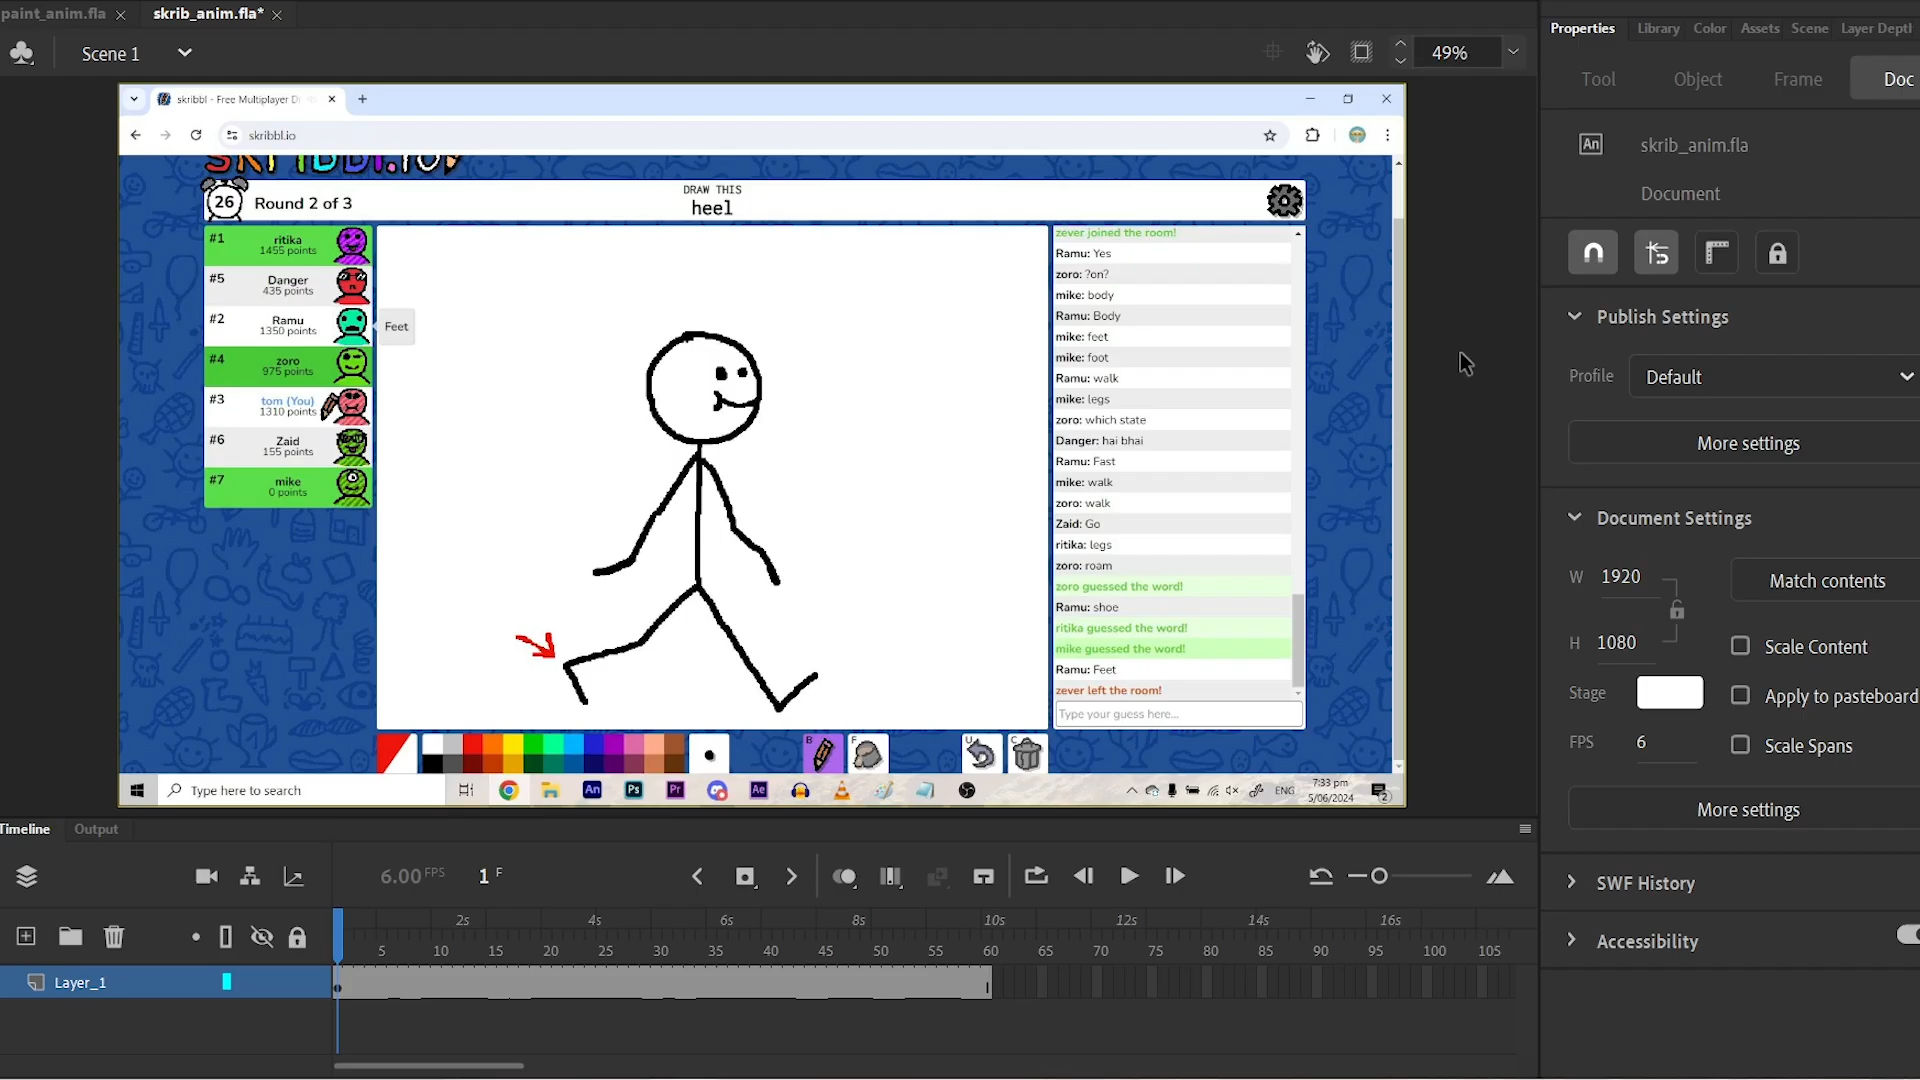 paint_anim.fla
skrib_anim.fla*
Scene 1
49%
Properties
Library
Color
Assets
Scene
Layer Depth
Tool
Object
Frame
Doc
skrib_anim.fla
Document
An
Publish Settings
Profile
Default
More settings
Document Settings
W 1920
Match contents
H 1080
Scale Content
Stage
Apply to pasteboard
FPS 6
Scale Spans
More settings
SWF History
Accessibility
skribbl - Free Multiplayer D
skribbl.io
SKRIBBL.IO
26
Round 2 of 3
DRAW THIS
heel
#1
ritika
1455 points
#5
Danger
435 points
#2
Ramu
1350 points
Feet
#4
zoro
975 points
#3
tom (You)
1310 points
#6
Zaid
155 points
#7
mike
0 points
zever joined the room!
Ramu: Yes
zoro: ?on?
mike: body
Ramu: Body
mike: feet
mike: foot
Ramu: walk
mike: legs
zoro: which state
Danger: hai bhai
Ramu: Fast
mike: walk
zoro: walk
Zaid: Go
ritika: legs
zoro: roam
zoro guessed the word!
Ramu: shoe
ritika guessed the word!
mike guessed the word!
Ramu: Feet
zever left the room!
Type your guess here...
B
F
U
C
Type here to search
An
Ps
Pr
Ae
ENG
7:33 pm
5/06/2024
2
Timeline
Output
6.00 FPS
1 F
2s 4s 6s 8s 10s 12s 14s 16s
5 10 15 20 25 30 35 40 45 50 55 60 65 70 75 80 85 90 95 100 105
Layer_1